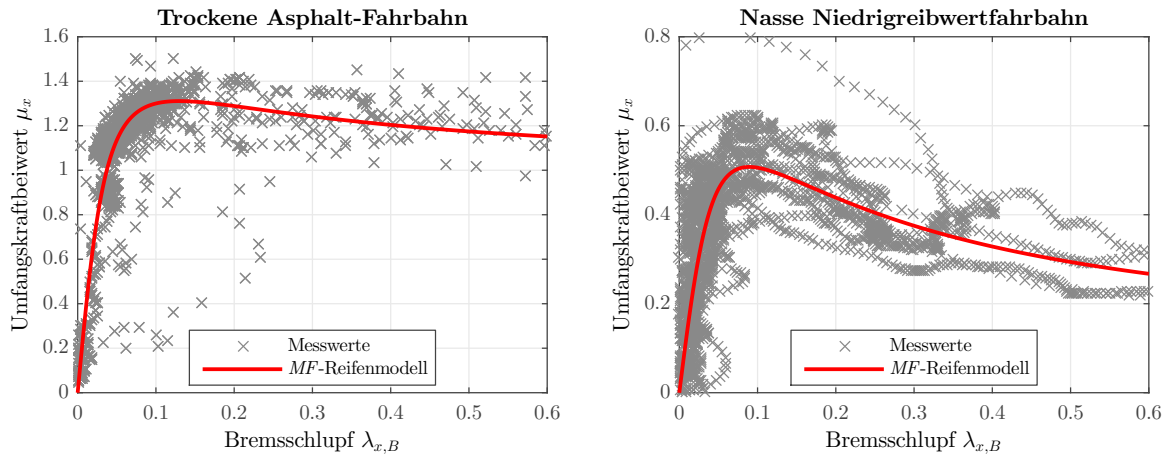 Trockene Asphalt-Fahrbahn
1.6
1.4
1.2
1
0.8
0.6
0.4
0.2
0
Umfangskraftbeiwert μx
Messwerte
MF-Reifenmodell
0 0.1 0.2 0.3 0.4 0.5 0.6
Bremsschlupf λx,B
Nasse Niedrigreibwertfahrbahn
0.8
0.6
0.4
0.2
0
Umfangskraftbeiwert μx
Messwerte
MF-Reifenmodell
0 0.1 0.2 0.3 0.4 0.5 0.6
Bremsschlupf λx,B